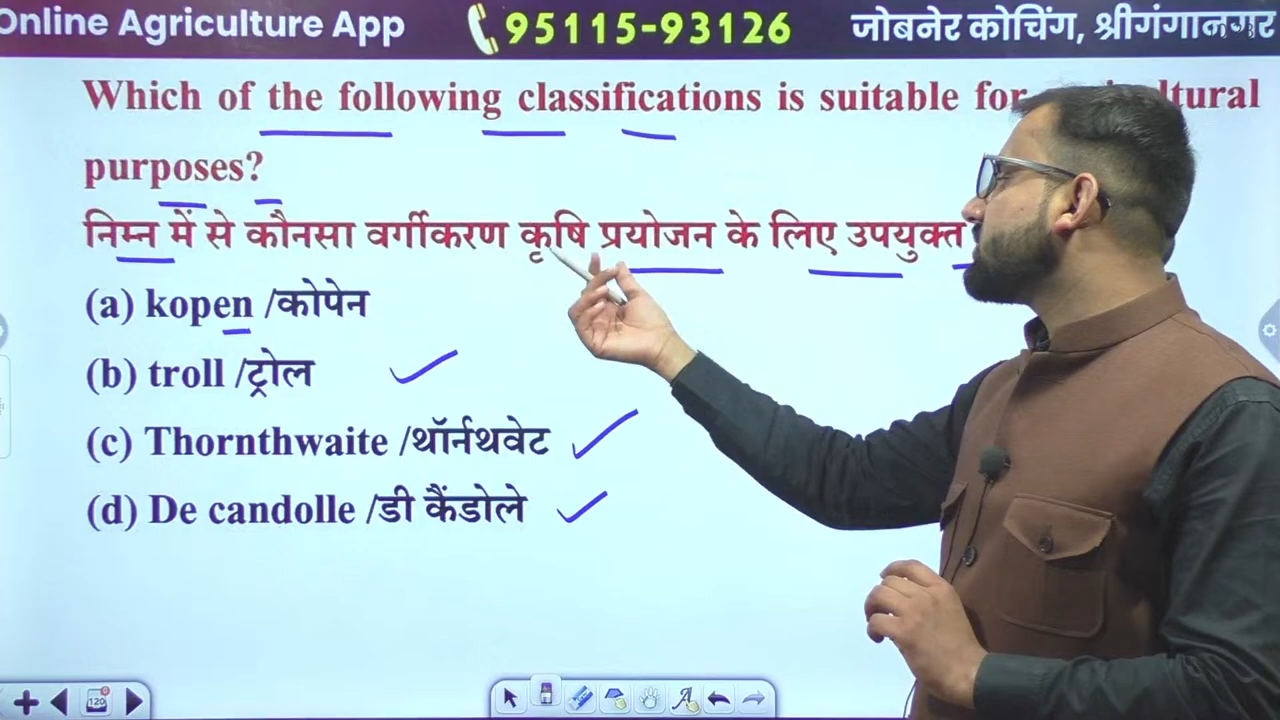 Online Agriculture App 95115-93126 जोबनेर कोचिंग, श्रीगंगानगर
Which of the following classifications is suitable for
purposes?
निम्न में से कौनसा वर्गीकरण कृषि प्रयोजन के लिए उपयुक्त
(a) kopen /कोपेन
(b) troll /ट्रोल
(c) Thornthwaite /थॉर्नथवेट
(d) De candolle /डी कैंडोले
120